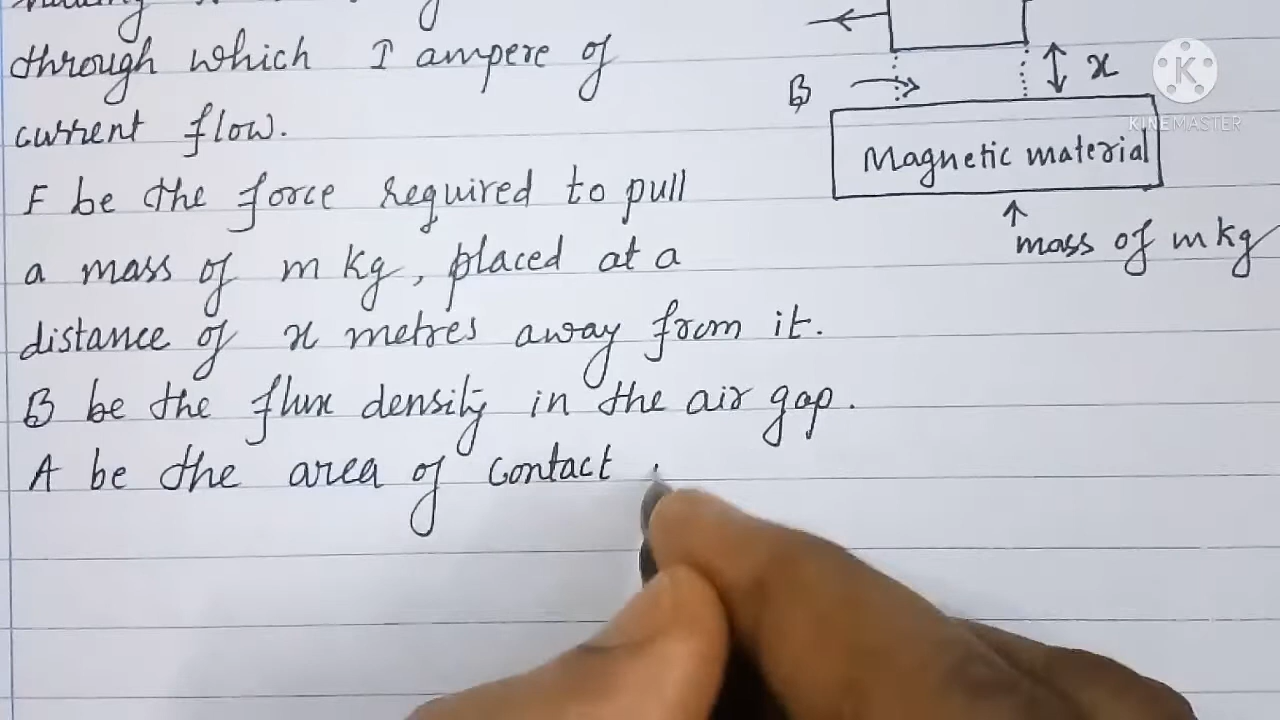 through which I ampere of
current flow.
F be the force required to pull
a mass of m kg, placed at a
distance of x metres away from it.
B be the flux density in the air gap.
A be the area of contact
x
B
Magnetic material
mass of m kg
K
KINEMASTER